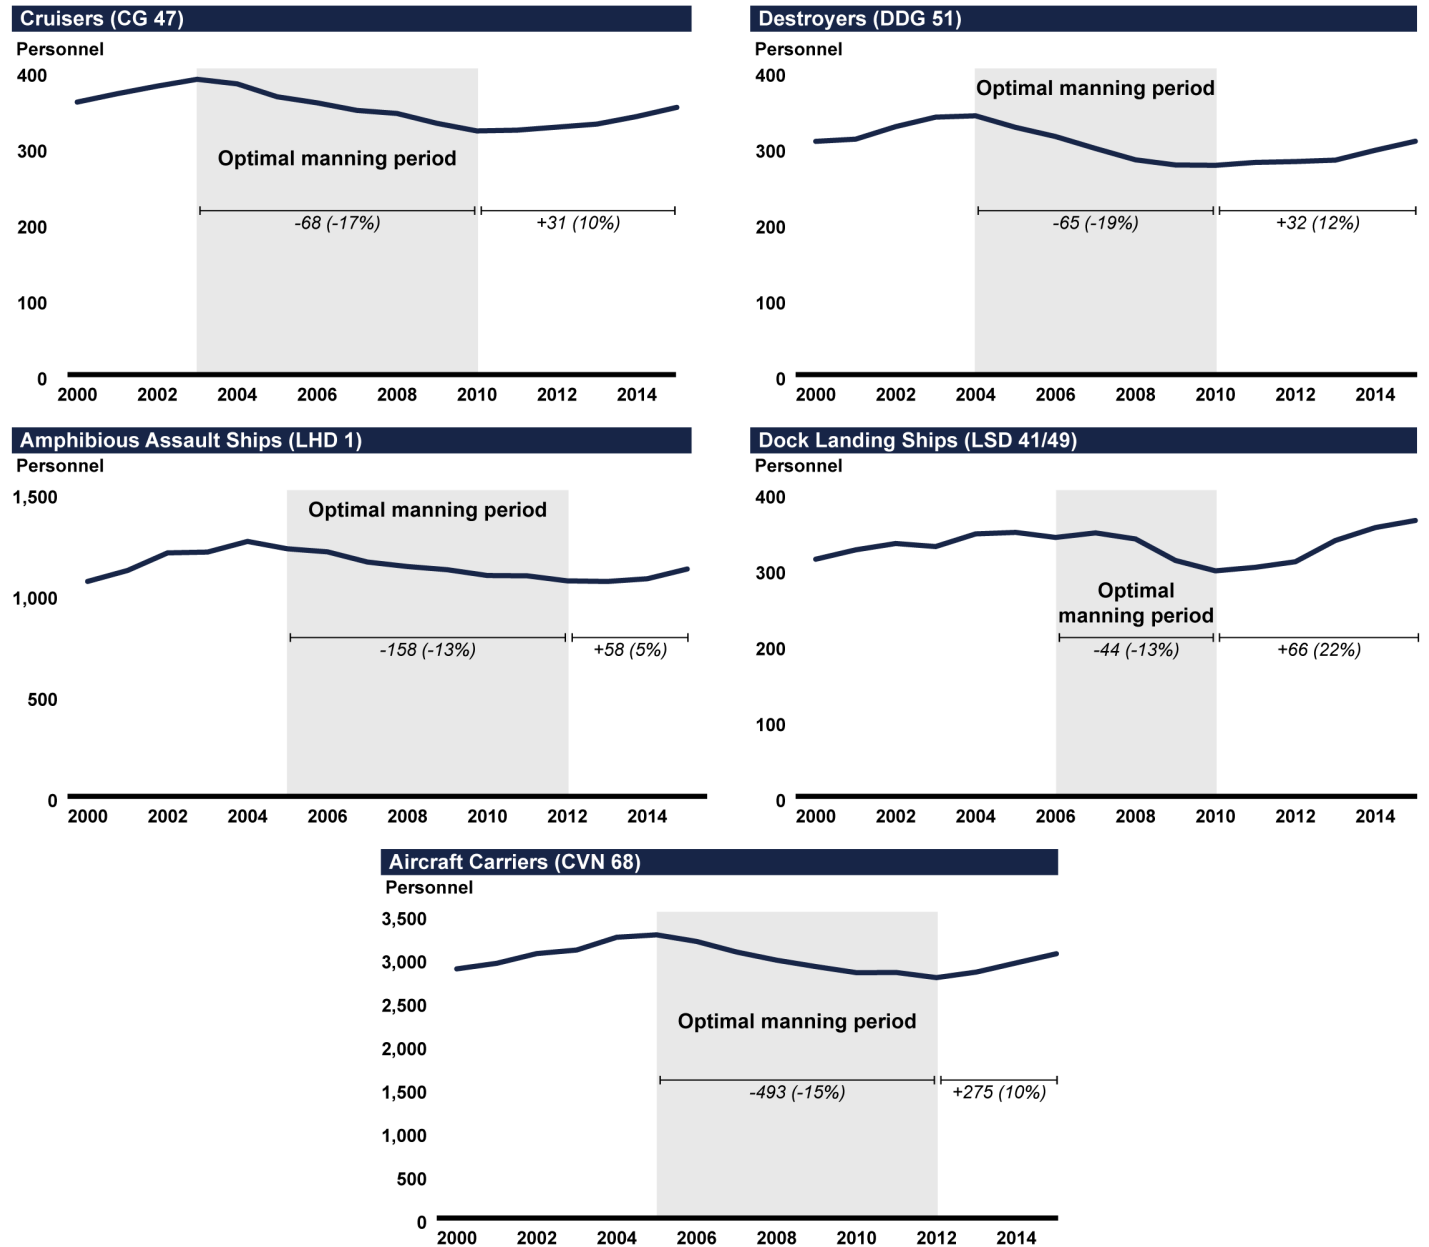 Cruisers (CG 47)
Personnel
400
300
200
100
0
Optimal manning period
-68 (-17%)
+31 (10%)
2000 2002 2004 2006 2008 2010 2012 2014
Destroyers (DDG 51)
Personnel
400
300
200
100
0
Optimal manning period
-65 (-19%)
+32 (12%)
2000 2002 2004 2006 2008 2010 2012 2014
Amphibious Assault Ships (LHD 1)
Personnel
1,500
1,000
500
0
Optimal manning period
-158 (-13%)
+58 (5%)
2000 2002 2004 2006 2008 2010 2012 2014
Dock Landing Ships (LSD 41/49)
Personnel
400
300
200
100
0
Optimal
manning period
-44 (-13%)
+66 (22%)
2000 2002 2004 2006 2008 2010 2012 2014
Aircraft Carriers (CVN 68)
Personnel
3,500
3,000
2,500
2,000
1,500
1,000
500
0
Optimal manning period
-493 (-15%)
+275 (10%)
2000 2002 2004 2006 2008 2010 2012 2014